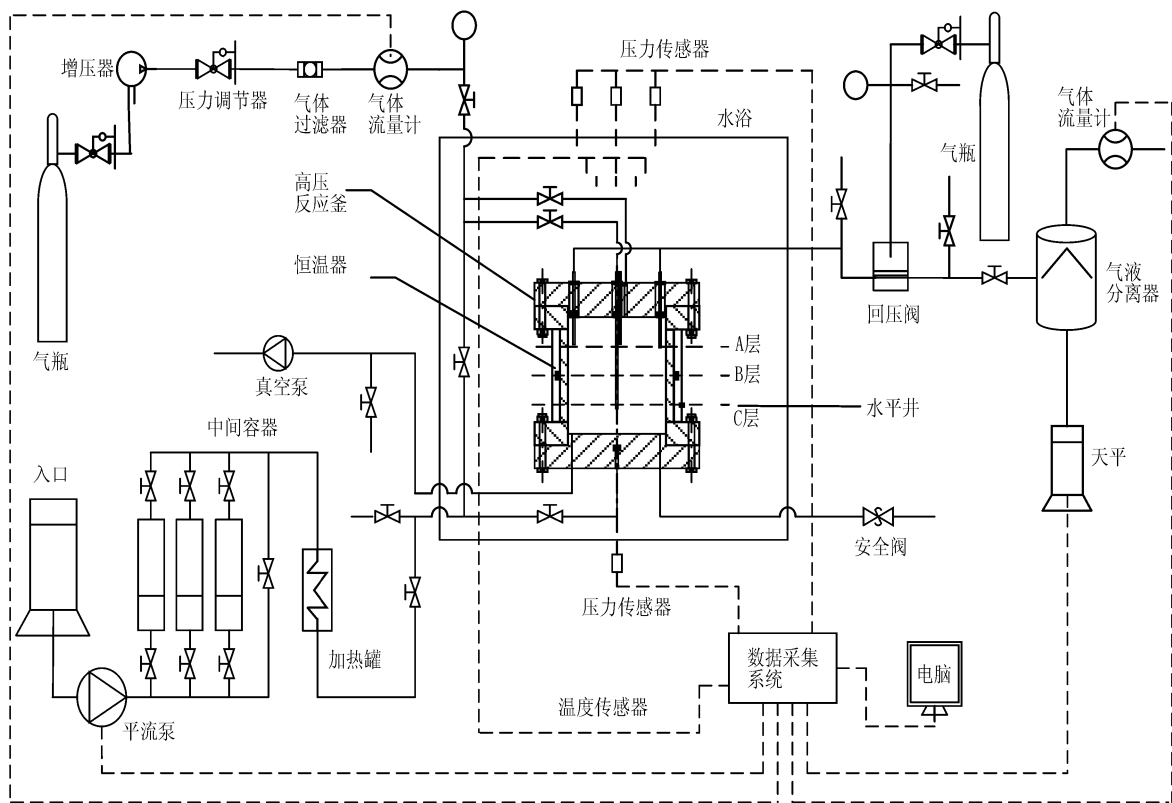 增压器
压力调节器
气体
过滤器
气体
流量计
压力传感器
水浴
气瓶
气体
流量计
高压
反应釜
恒温器
气瓶
回压阀
气液
分离器
A层
B层
C层
水平井
真空泵
中间容器
入口
天平
安全阀
压力传感器
加热罐
数据采集
系统
电脑
温度传感器
平流泵